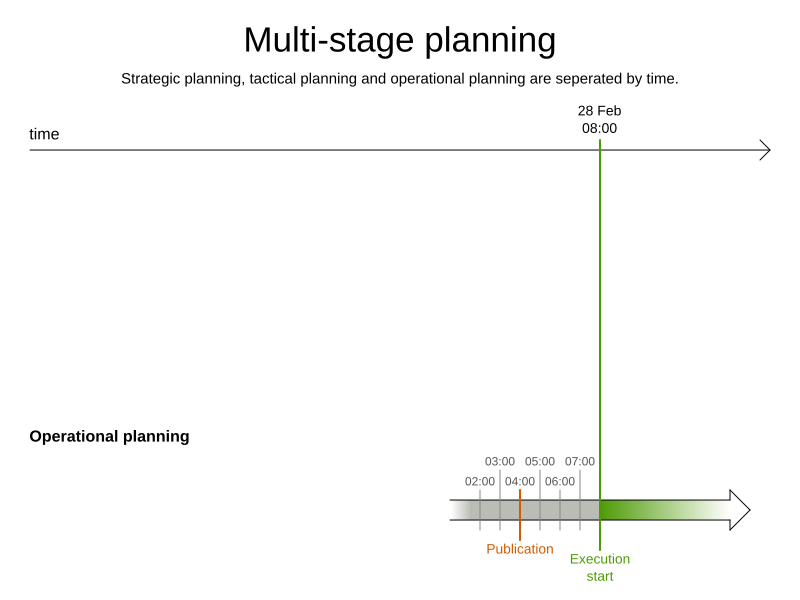 Multi-stage planning
Strategic planning, tactical planning and operational planning are seperated by time.
28 Feb
08:00
time
Operational planning
03:00 05:00 07:00
02:00 04:00 06:00
Publication
Execution
start